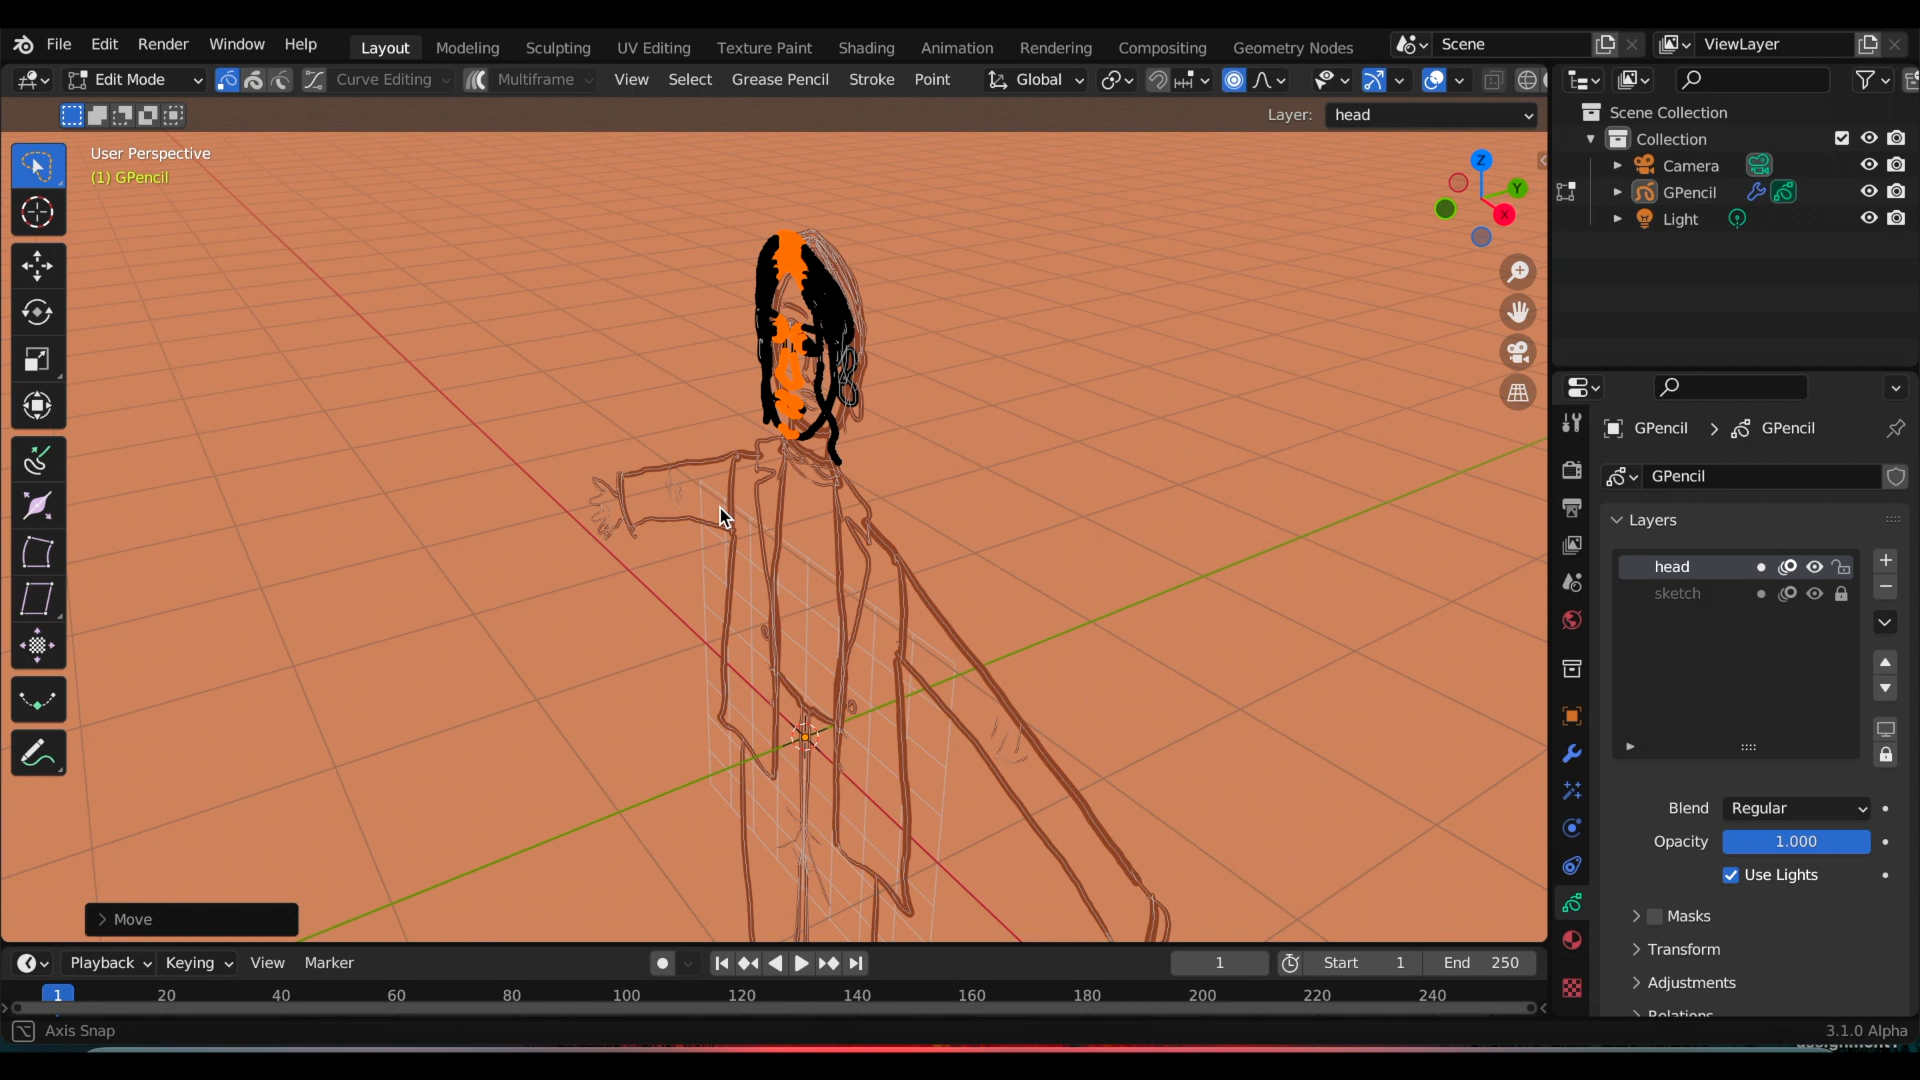 File Edit Render Window Help Layout Modeling Sculpting UV Editing Texture Paint Shading Animation Rendering Compositing Geometry Nodes Scene ViewLayer
Edit Mode Curve Editing Multiframe View Select Grease Pencil Stroke Point Global
Layer: head
User Perspective
(1) GPencil
Z
Y
X
Move
Scene Collection
Collection
Camera
GPencil
Light
GPencil > GPencil
GPencil
Layers
head
sketch
Blend Regular
Opacity 1.000
Use Lights
Masks
Transform
Adjustments
Relations
Playback Keying View Marker 1 Start 1 End 250
1 20 40 60 80 100 120 140 160 180 200 220 240
Axis Snap 3.1.0 Alpha